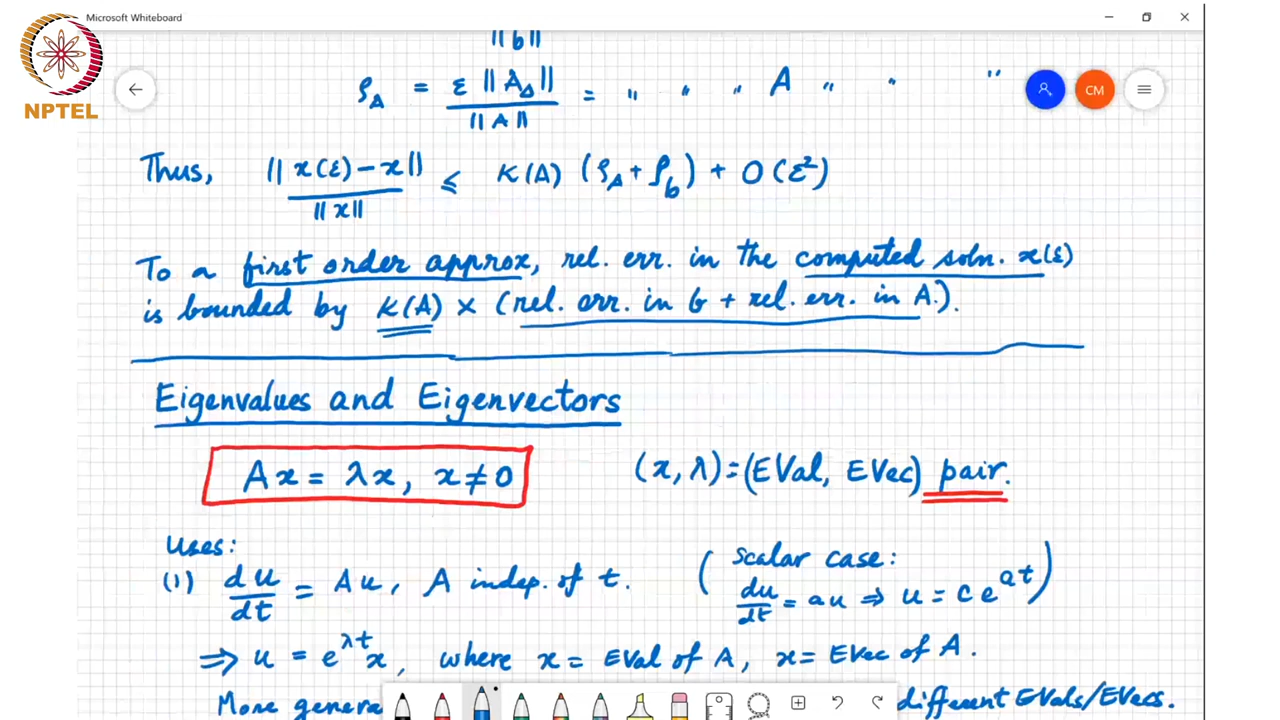 Microsoft Whiteboard
NPTEL
CM
||b||
ρ_A = ε ||A_Δ|| / ||A|| = " " " A " " "
Thus, ||x(ε) - x|| / ||x|| ≤ K(A) (ρ_A + ρ_b) + O(ε²)
To a first order approx, rel. err. in the computed soln. x(ε)
is bounded by K(A) × (rel. err. in b + rel. err. in A.).
Eigenvalues and Eigenvectors
Ax = λx, x ≠ 0
(x, λ) = (EVal, EVec) pair.
Uses:
(1) du/dt = Au, A indep. of t.
(Scalar case:
du/dt = au ⇒ u = c e^{at})
⇒ u = e^{λt} x, where x = EVal of A, x = EVec of A.
More genera
different EVals/EVecs.